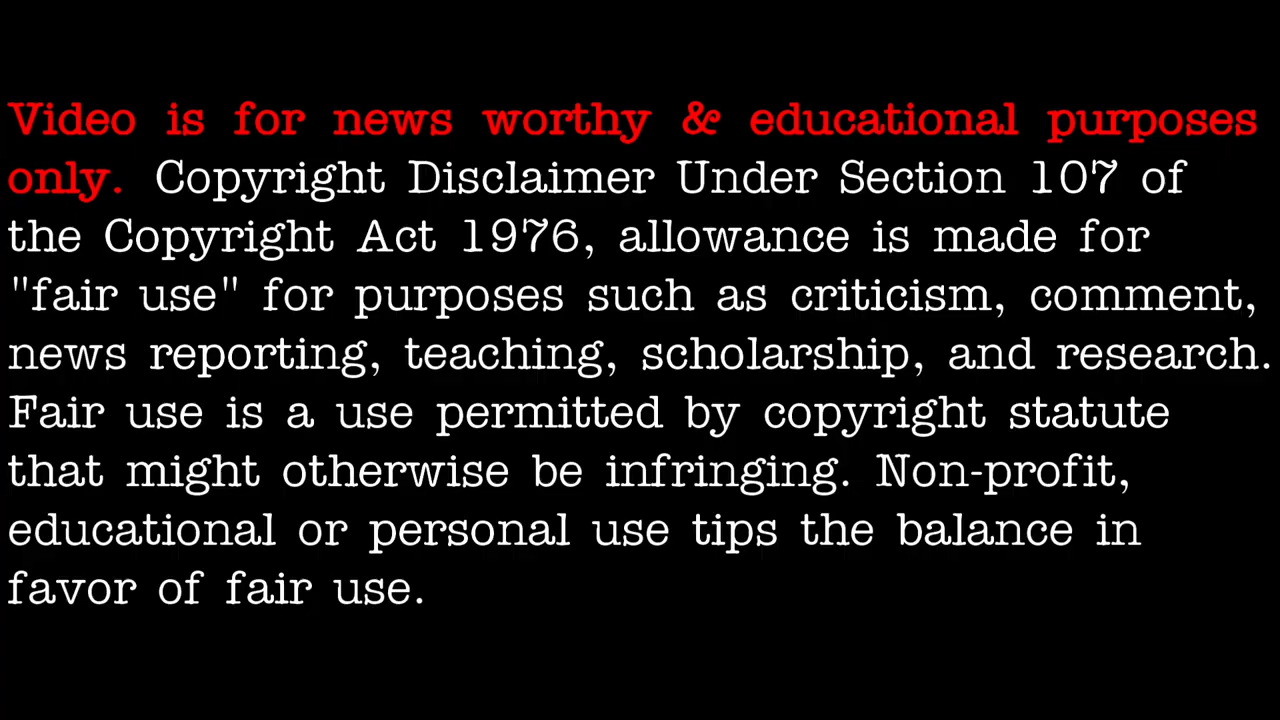 Video is for news worthy & educational purposes
only. Copyright Disclaimer Under Section 107 of
the Copyright Act 1976, allowance is made for
"fair use" for purposes such as criticism, comment,
news reporting, teaching, scholarship, and research.
Fair use is a use permitted by copyright statute
that might otherwise be infringing. Non-profit,
educational or personal use tips the balance in
favor of fair use.